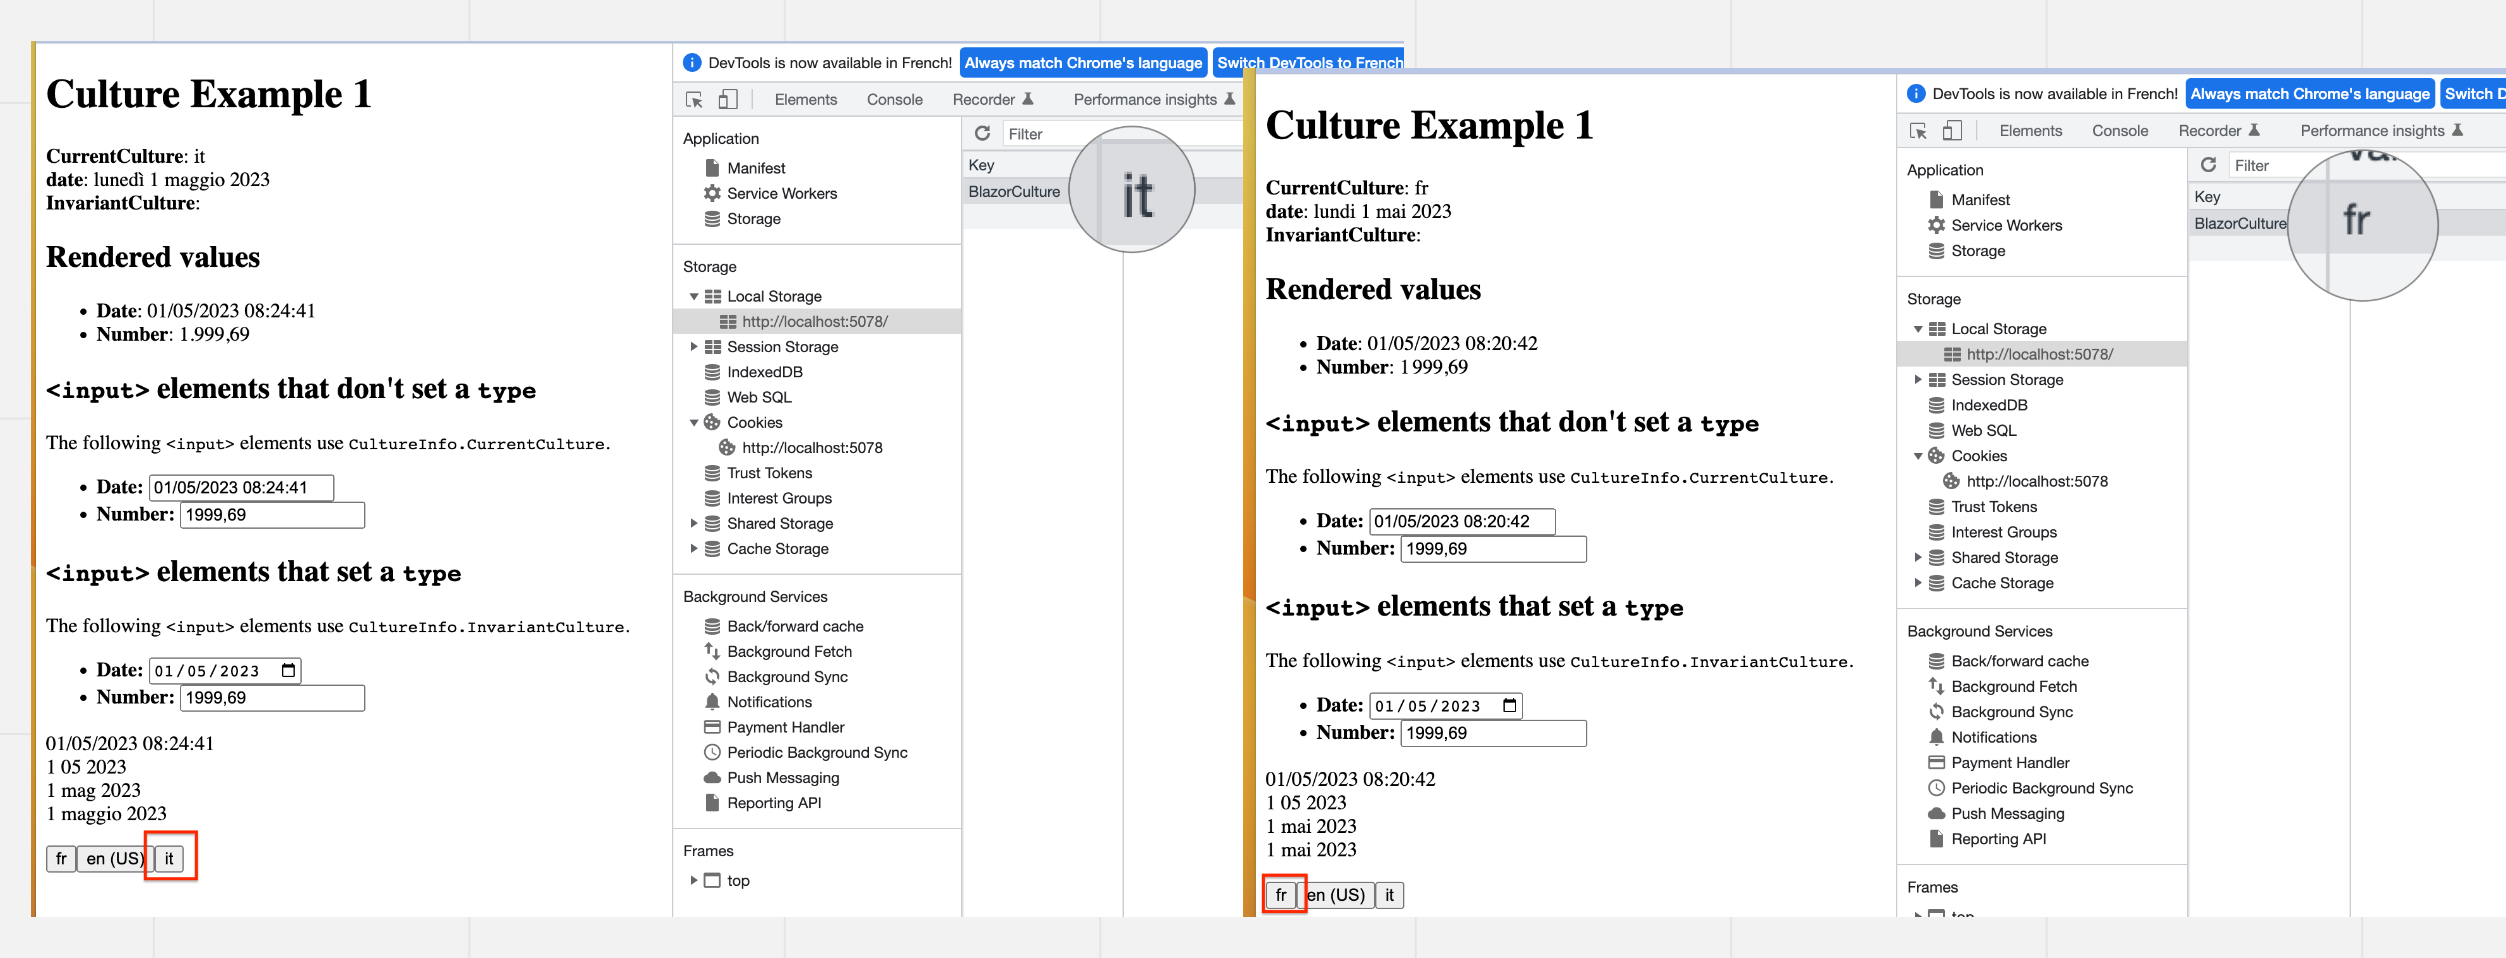 Culture Example 1
CurrentCulture: it
date: lunedì 1 maggio 2023
InvariantCulture:
Rendered values
• Date: 01/05/2023 08:24:41
• Number: 1.999,69
<input> elements that don't set a type
The following <input> elements use CultureInfo.CurrentCulture.
• Date: 01/05/2023 08:24:41
• Number: 1999,69
<input> elements that set a type
The following <input> elements use CultureInfo.InvariantCulture.
• Date: 01/05/2023
• Number: 1999,69
01/05/2023 08:24:41
1 05 2023
1 mag 2023
1 maggio 2023
fr en (US) it
DevTools is now available in French! Always match Chrome's language Switch DevTools to French
Elements Console Recorder Performance insights
Application
Manifest
Service Workers
Storage
Storage
Local Storage
http://localhost:5078/
Session Storage
IndexedDB
Web SQL
Cookies
http://localhost:5078
Trust Tokens
Interest Groups
Shared Storage
Cache Storage
Background Services
Back/forward cache
Background Fetch
Background Sync
Notifications
Payment Handler
Periodic Background Sync
Push Messaging
Reporting API
Frames
top
Filter
Key
BlazorCulture it
Culture Example 1
CurrentCulture: fr
date: lundi 1 mai 2023
InvariantCulture:
Rendered values
• Date: 01/05/2023 08:20:42
• Number: 1 999,69
<input> elements that don't set a type
The following <input> elements use CultureInfo.CurrentCulture.
• Date: 01/05/2023 08:20:42
• Number: 1999,69
<input> elements that set a type
The following <input> elements use CultureInfo.InvariantCulture.
• Date: 01/05/2023
• Number: 1999,69
01/05/2023 08:20:42
1 05 2023
1 mai 2023
1 mai 2023
fr en (US) it
DevTools is now available in French! Always match Chrome's language Switch D
Elements Console Recorder Performance insights
Application
Manifest
Service Workers
Storage
Storage
Local Storage
http://localhost:5078/
Session Storage
IndexedDB
Web SQL
Cookies
http://localhost:5078
Trust Tokens
Interest Groups
Shared Storage
Cache Storage
Background Services
Back/forward cache
Background Fetch
Background Sync
Notifications
Payment Handler
Periodic Background Sync
Push Messaging
Reporting API
Frames
top
Filter
Key
BlazorCulture fr